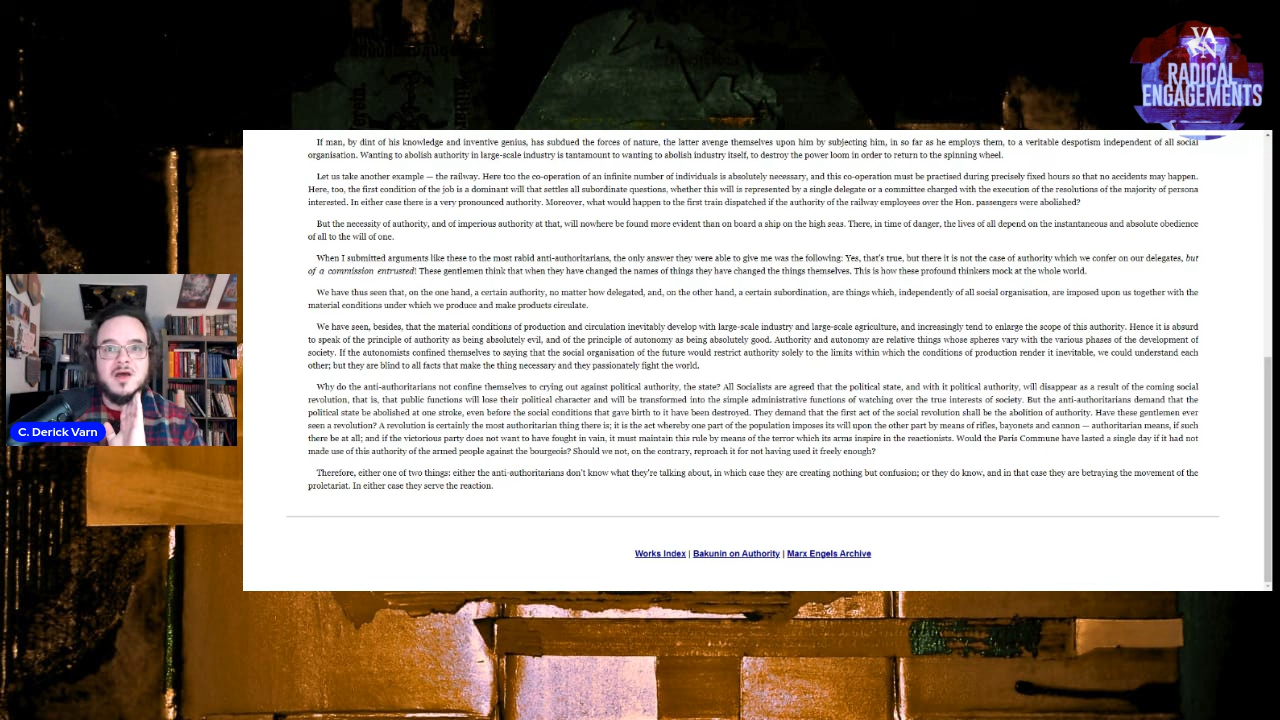 VARN
RADICAL
ENGAGEMENTS
If man, by dint of his knowledge and inventive genius, has subdued the forces of nature, the latter avenge themselves upon him by subjecting him, in so far as he employs them, to a veritable despotism independent of all social
organisation. Wanting to abolish authority in large-scale industry is tantamount to wanting to abolish industry itself, to destroy the power loom in order to return to the spinning wheel.
Let us take another example — the railway. Here too the co-operation of an infinite number of individuals is absolutely necessary, and this co-operation must be practised during precisely fixed hours so that no accidents may happen.
Here, too, the first condition of the job is a dominant will that settles all subordinate questions, whether this will is represented by a single delegate or a committee charged with the execution of the resolutions of the majority of persona
interested. In either case there is a very pronounced authority. Moreover, what would happen to the first train dispatched if the authority of the railway employees over the Hon. passengers were abolished?
But the necessity of authority, and of imperious authority at that, will nowhere be found more evident than on board a ship on the high seas. There, in time of danger, the lives of all depend on the instantaneous and absolute obedience
of all to the will of one.
When I submitted arguments like these to the most rabid anti-authoritarians, the only answer they were able to give me was the following: Yes, that's true, but there it is not the case of authority which we confer on our delegates, but
of a commission entrusted! These gentlemen think that when they have changed the names of things they have changed the things themselves. This is how these profound thinkers mock at the whole world.
We have thus seen that, on the one hand, a certain authority, no matter how delegated, and, on the other hand, a certain subordination, are things which, independently of all social organisation, are imposed upon us together with the
material conditions under which we produce and make products circulate.
We have seen, besides, that the material conditions of production and circulation inevitably develop with large-scale industry and large-scale agriculture, and increasingly tend to enlarge the scope of this authority. Hence it is absurd
to speak of the principle of authority as being absolutely evil, and of the principle of autonomy as being absolutely good. Authority and autonomy are relative things whose spheres vary with the various phases of the development of
society. If the autonomists confined themselves to saying that the social organisation of the future would restrict authority solely to the limits within which the conditions of production render it inevitable, we could understand each
other; but they are blind to all facts that make the thing necessary and they passionately fight the world.
Why do the anti-authoritarians not confine themselves to crying out against political authority, the state? All Socialists are agreed that the political state, and with it political authority, will disappear as a result of the coming social
revolution, that is, that public functions will lose their political character and will be transformed into the simple administrative functions of watching over the true interests of society. But the anti-authoritarians demand that the
political state be abolished at one stroke, even before the social conditions that gave birth to it have been destroyed. They demand that the first act of the social revolution shall be the abolition of authority. Have these gentlemen ever
seen a revolution? A revolution is certainly the most authoritarian thing there is; it is the act whereby one part of the population imposes its will upon the other part by means of rifles, bayonets and cannon — authoritarian means, if such
there be at all; and if the victorious party does not want to have fought in vain, it must maintain this rule by means of the terror which its arms inspire in the reactionists. Would the Paris Commune have lasted a single day if it had not
made use of this authority of the armed people against the bourgeois? Should we not, on the contrary, reproach it for not having used it freely enough?
Therefore, either one of two things: either the anti-authoritarians don't know what they're talking about, in which case they are creating nothing but confusion; or they do know, and in that case they are betraying the movement of the
proletariat. In either case they serve the reaction.
C. Derick Varn
Works Index | Bakunin on Authority | Marx Engels Archive